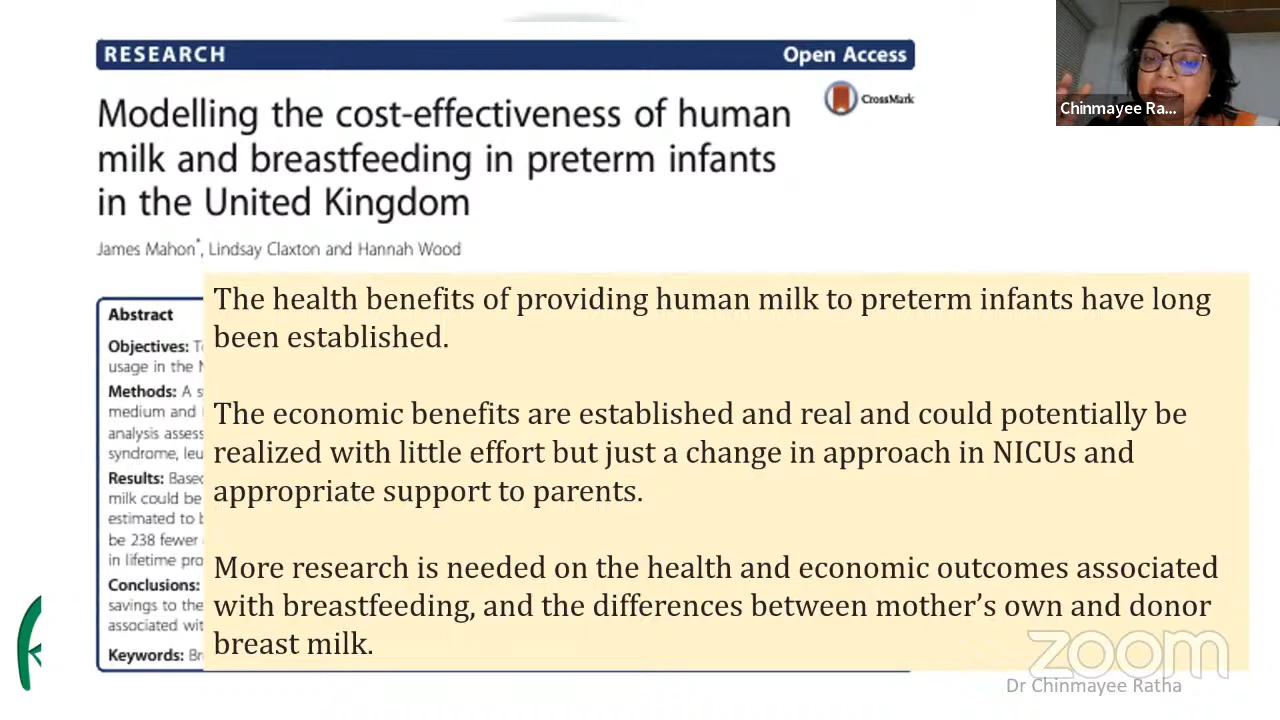 RESEARCH
Open Access
CrossMark
Chinmayee Ra...
Modelling the cost-effectiveness of human
milk and breastfeeding in preterm infants
in the United Kingdom
James Mahon*, Lindsay Claxton and Hannah Wood
Abstract
Objectives:
usage in the
Methods: A
medium and
analysis assess
syndrome, leu
Results: Based
milk could be
estimated to b
be 238 fewer
in lifetime pro
Conclusions:
savings to the
associated wit
Keywords: Br
The health benefits of providing human milk to preterm infants have long
been established.
The economic benefits are established and real and could potentially be
realized with little effort but just a change in approach in NICUs and
appropriate support to parents.
More research is needed on the health and economic outcomes associated
with breastfeeding, and the differences between mother's own and donor
breast milk.
zoom
Dr Chinmayee Ratha